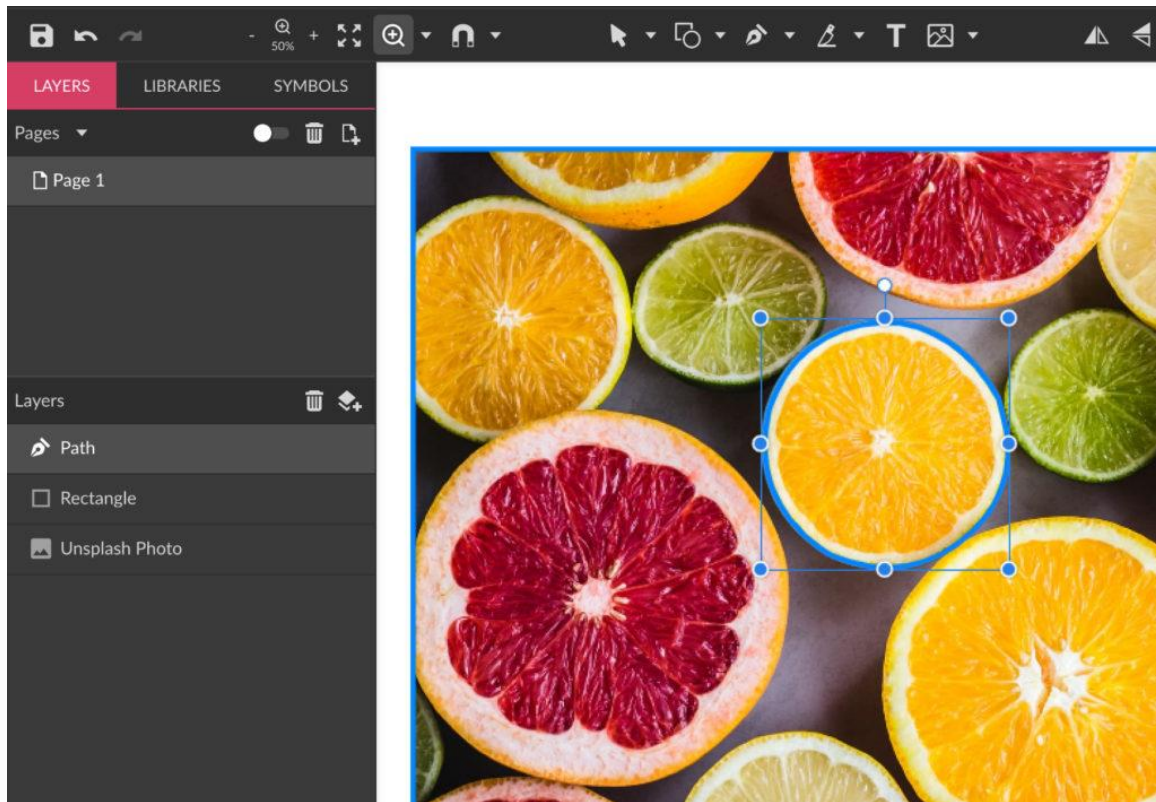 - 50% +
LAYERS LIBRARIES SYMBOLS
Pages
Page 1
Layers
Path
Rectangle
Unsplash Photo